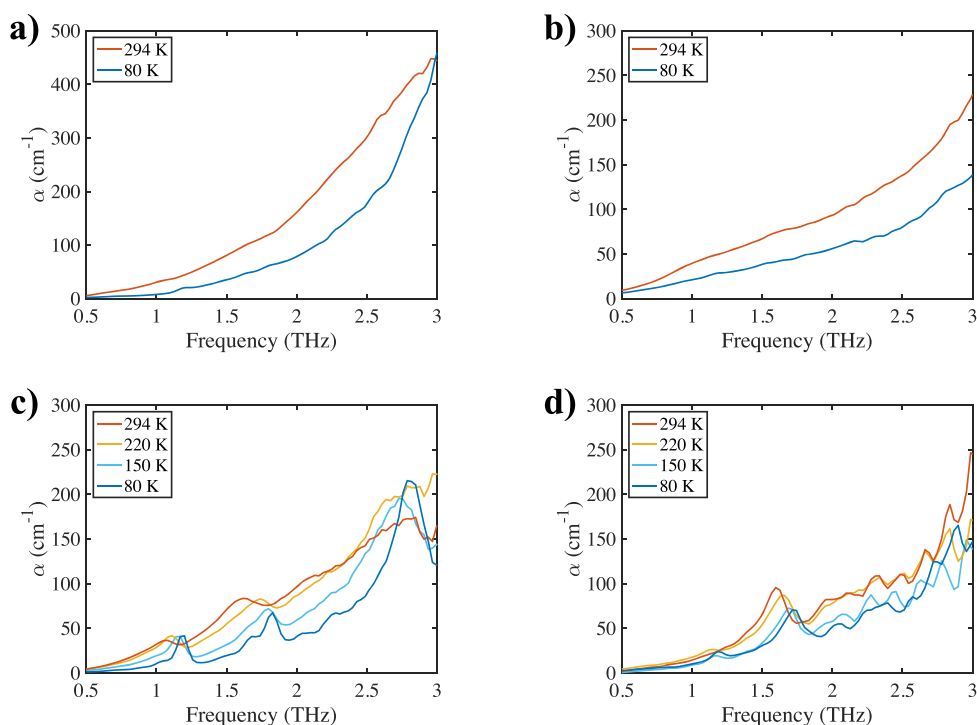 a)
294 K
80 K
500
400
300
200
100
0
α (cm-1)
0.5 1 1.5 2 2.5 3
Frequency (THz)
b)
294 K
80 K
300
250
200
150
100
50
0
α (cm-1)
0.5 1 1.5 2 2.5 3
Frequency (THz)
c)
294 K
220 K
150 K
80 K
300
250
200
150
100
50
0
α (cm-1)
0.5 1 1.5 2 2.5 3
Frequency (THz)
d)
294 K
220 K
150 K
80 K
300
250
200
150
100
50
0
α (cm-1)
0.5 1 1.5 2 2.5 3
Frequency (THz)